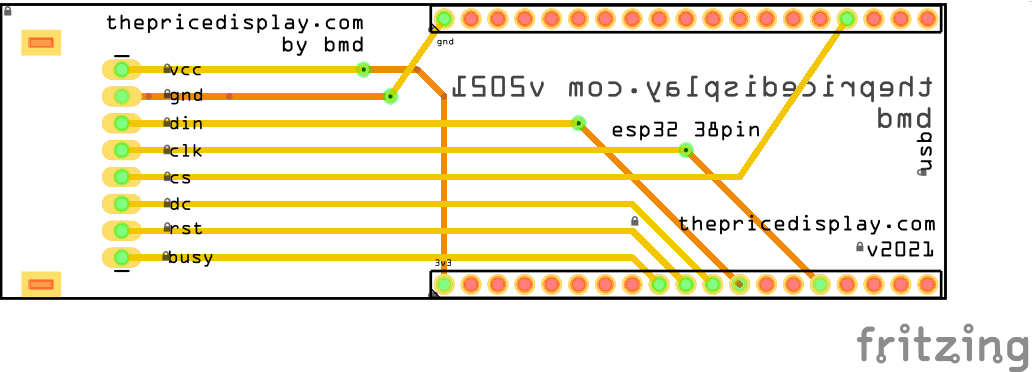 thepricedisplay.com
by bmd
gnd
vcc
gnd
din
clk
cs
dc
rst
busy
thepricedisplay.com v2021
bmd
esp32 38pin
usb
thepricedisplay.com
v2021
3v3
fritzing